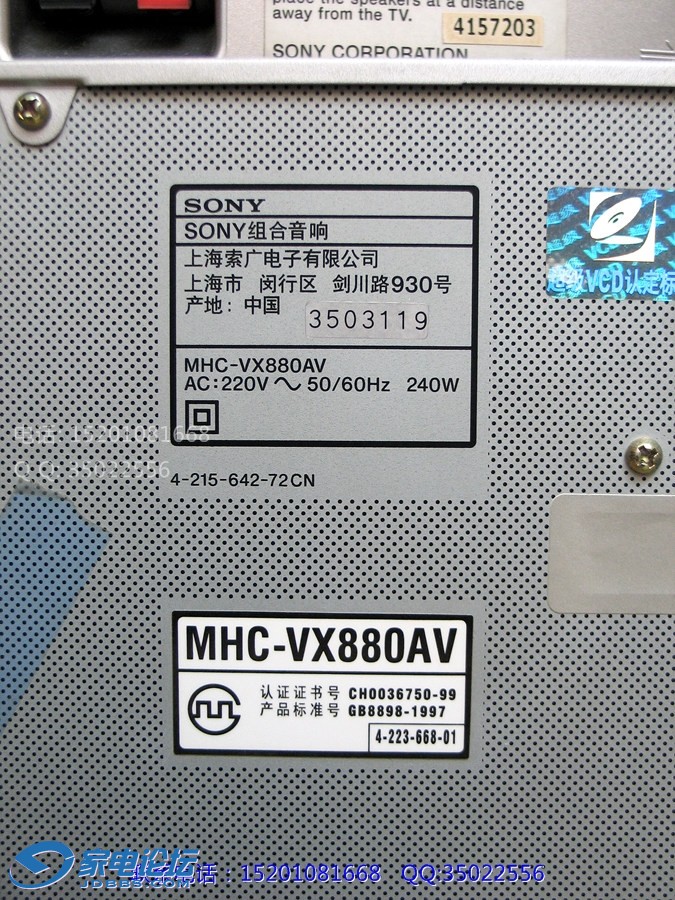 place the speakers at a distance
away from the TV.
4157203
SONY CORPORATION
SONY
SONY组合音响
上海索广电子有限公司
上海市 闵行区 剑川路930号
产地: 中国
3503119
超级VCD认定标
MHC-VX880AV
AC:220V ～ 50/60Hz 240W
电话: 15201081668
QQ: 35022556
4-215-642-72CN
MHC-VX880AV
认证证书号 CH0036750-99
产品标准号 GB8898-1997
4-223-668-01
家电论坛
JDBBS.COM
联系电话：15201081668 QQ:35022556